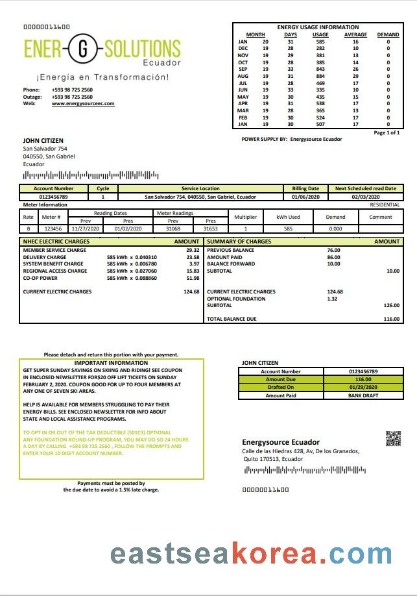 00000011600
ENER G SOLUTIONS
Ecuador
¡Energía en Transformación!
Phone: +593 98 725 2560
Outage: +593 98 725 2560
Web: www.energysourcec.com
ENERGY USAGE INFORMATION
MONTH DAYS USAGE AVERAGE DEMAND
JAN 20 31 585 16 0
DEC 19 28 282 10 0
NOV 19 29 381 13 0
OCT 19 28 385 14 0
SEP 19 33 843 26 0
AUG 19 31 884 29 0
JUL 19 28 469 17 0
JUN 19 33 335 10 0
MAY 19 30 435 15 0
APR 19 31 538 17 0
MAR 19 28 365 13 0
FEB 19 30 524 17 0
JAN 19 30 507 17 0
Page 1 of 1
JOHN CITIZEN
San Salvador 754
040550, San Gabriel
Ecuador
POWER SUPPLY BY: Energysource Ecuador
Account Number Cycle Service Location Billing Date Next Scheduled read Date
0123456789 1 San Salvador 754, 040550, San Gabriel, Ecuador 01/06/2020 02/03/2020
Meter Information RESIDENTIAL
Rate Meter # Reading Dates Meter Readings Multiplier kWh Used Demand Comment
Prev Pres Prev Pres
B 123456 11/27/2020 01/02/2020 31068 31653 1 585 0.000
NHEC ELECTRIC CHARGES AMOUNT
MEMBER SERVICE CHARGE 29.32
DELIVERY CHARGE 585 kWh x 0.040310 23.58
SYSTEM BENEFIT CHARGE 585 kWh x 0.006780 3.97
REGIONAL ACCESS CHARGE 585 kWh x 0.027060 15.83
CO-OP POWER 585 kWh x 0.088860 51.98
CURRENT ELECTRIC CHARGES 124.68
SUMMARY OF CHARGES AMOUNT
PREVIOUS BALANCE 76.00
AMOUNT PAID 86.00
BALANCE FORWARD 10.00
SUBTOTAL 10.00
CURRENT ELECTRIC CHARGES 124.68
OPTIONAL FOUNDATION 1.32
SUBTOTAL 126.00
TOTAL BALANCE DUE 116.00
Please detach and return this portion with your payment.
IMPORTANT INFORMATION
GET SUPER SUNDAY SAVINGS ON SKIING AND RIDING! SEE COUPON
IN ENCLOSED NEWSLETTER FOR$20 OFF LIFT TICKETS ON SUNDAY
FEBRUARY 2, 2020. COUPON GOOD FOR UP TO FOUR MEMBERS AT
ANY ONE OF SEVEN SKI AREAS.
HELP IS AVAILABLE FOR MEMBERS STRUGGLING TO PAY THEIR
ENERGY BILLS. SEE ENCLOSED NEWSLETTER FOR INFO ABOUT
STATE AND LOCAL ASSISTANCE PROGRAMS.
TO OPT IN OR OUT OF THE TAX DEDUCTIBLE (501C3) OPTIONAL
ANY FOUNDATION ROUND-UP PROGRAM, YOU MAY DO SO 24 HOURS
A DAY BY CALLING +593 98 725 2560 , FOLLOW THE PROMPTS AND
ENTER YOUR 10 DIGIT ACCOUNT NUMBER.
Payments must be posted by
the due date to avoid a 1.5% late charge.
JOHN CITIZEN
Account Number 0123456789
Amount Due 116.00
Drafted On 01/29/2020
Amount Paid BANK DRAFT
Energysource Ecuador
Calle de las Hiedras 428, Av, De los Granados,
Quito 170513, Ecuador
00000011600
eastseakorea.com